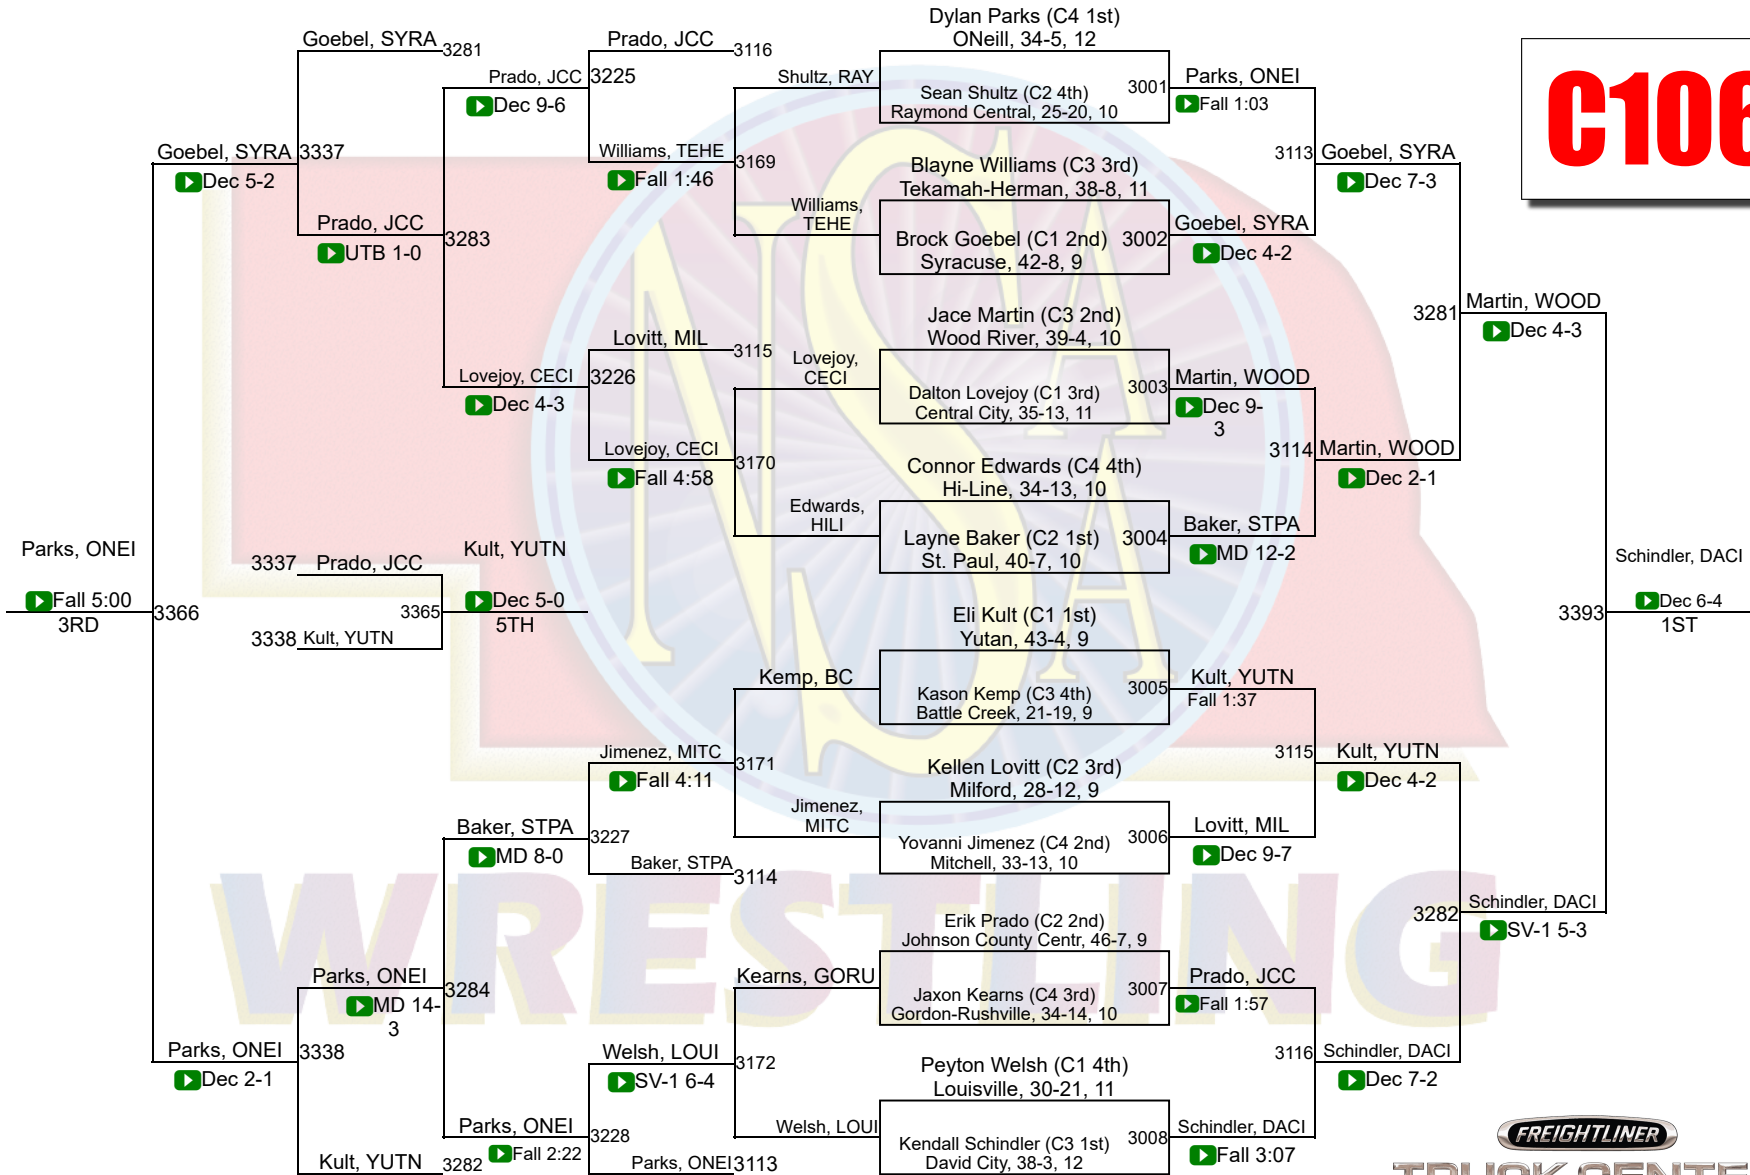 Dylan Parks (C4 1st)
ONeill, 34-5, 12
Goebel, SYRA
3281
Prado, JCC
3116
Prado, JCC
3225
Dec 9-6
Shultz, RAY
Sean Shultz (C2 4th)
Raymond Central, 25-20, 10
3001
Parks, ONEI
Fall 1:03
C106
Goebel, SYRA
3337
Dec 5-2
Williams, TEHE
3169
Fall 1:46
Blayne Williams (C3 3rd)
Tekamah-Herman, 38-8, 11
3113
Goebel, SYRA
Dec 7-3
Williams,
TEHE
Prado, JCC
3283
UTB 1-0
Brock Goebel (C1 2nd)
Syracuse, 42-8, 9
3002
Goebel, SYRA
Dec 4-2
Jace Martin (C3 2nd)
Wood River, 39-4, 10
3281
Martin, WOOD
Dec 4-3
Lovitt, MIL
3115
Lovejoy,
CECI
Lovejoy, CECI
3226
Dec 4-3
Dalton Lovejoy (C1 3rd)
Central City, 35-13, 11
3003
Martin, WOOD
Dec 9-
3
Lovejoy, CECI
3170
Fall 4:58
Connor Edwards (C4 4th)
Hi-Line, 34-13, 10
3114
Martin, WOOD
Dec 2-1
Edwards,
HILI
Layne Baker (C2 1st)
St. Paul, 40-7, 10
3004
Baker, STPA
MD 12-2
Parks, ONEI
Fall 5:00
3RD
3366
3337
Prado, JCC
3338
Kult, YUTN
3365
Kult, YUTN
Dec 5-0
5TH
Schindler, DACI
3393
Dec 6-4
1ST
Eli Kult (C1 1st)
Yutan, 43-4, 9
Kemp, BC
Kason Kemp (C3 4th)
Battle Creek, 21-19, 9
3005
Kult, YUTN
Fall 1:37
Jimenez, MITC
3171
Fall 4:11
Kellen Lovitt (C2 3rd)
Milford, 28-12, 9
3115
Kult, YUTN
Dec 4-2
Jimenez,
MITC
Baker, STPA
3227
MD 8-0
Yovanni Jimenez (C4 2nd)
Mitchell, 33-13, 10
3006
Lovitt, MIL
Dec 9-7
Baker, STPA
3114
Erik Prado (C2 2nd)
Johnson County Centr, 46-7, 9
3282
Schindler, DACI
SV-1 5-3
Parks, ONEI
3284
MD 14-
3
Kearns, GORU
Jaxon Kearns (C4 3rd)
Gordon-Rushville, 34-14, 10
3007
Prado, JCC
Fall 1:57
Parks, ONEI
3338
Dec 2-1
Welsh, LOUI
3172
SV-1 6-4
Peyton Welsh (C1 4th)
Louisville, 30-21, 11
3116
Schindler, DACI
Dec 7-2
Parks, ONEI
3228
Fall 2:22
Welsh, LOUI
Kendall Schindler (C3 1st)
David City, 38-3, 12
3008
Schindler, DACI
Fall 3:07
Kult, YUTN
3282
Parks, ONEI
3113
NSAA
WRESTLING
FREIGHTLINER
TRUCK CENTE